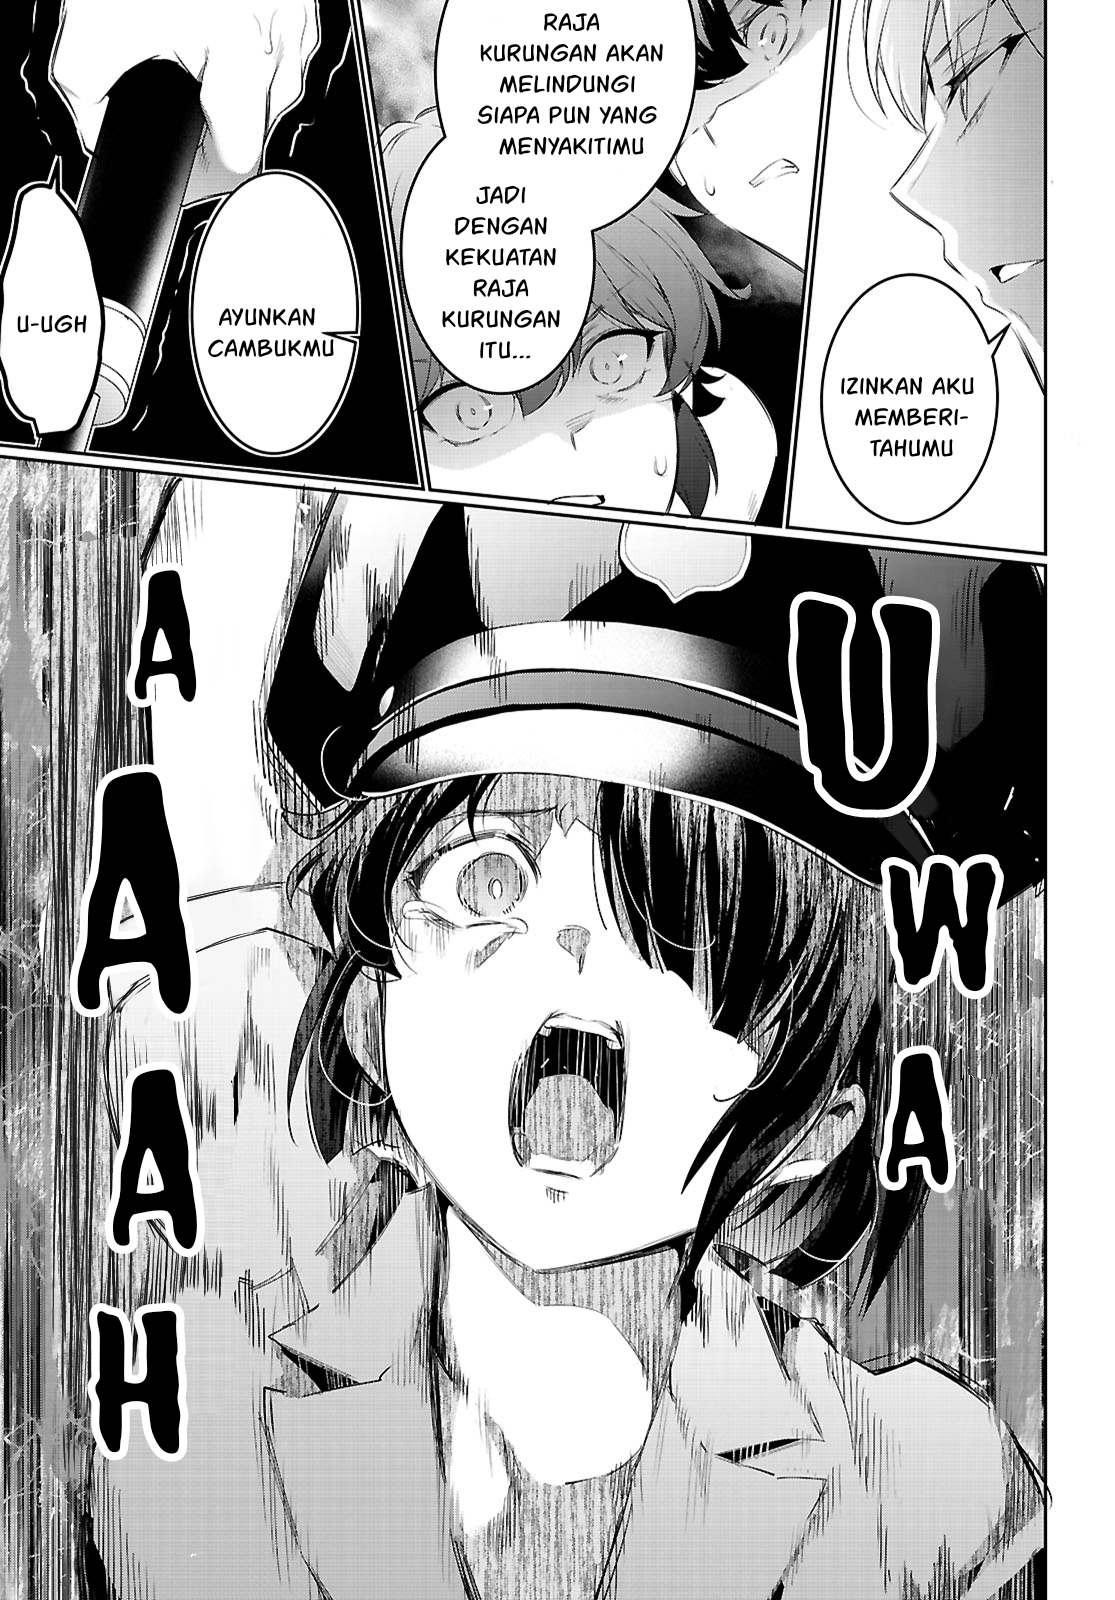 IZINKAN AKU
MEMBERI-
TAHUMU
RAJA
KURUNGAN AKAN
MELINDUNGI
SIAPA PUN YANG
MENYAKITIMU
JADI
DENGAN
KEKUATAN
RAJA
KURUNGAN
ITU...
AYUNKAN
CAMBUKMU
U-UGH
U
W
A
A
A
A
H